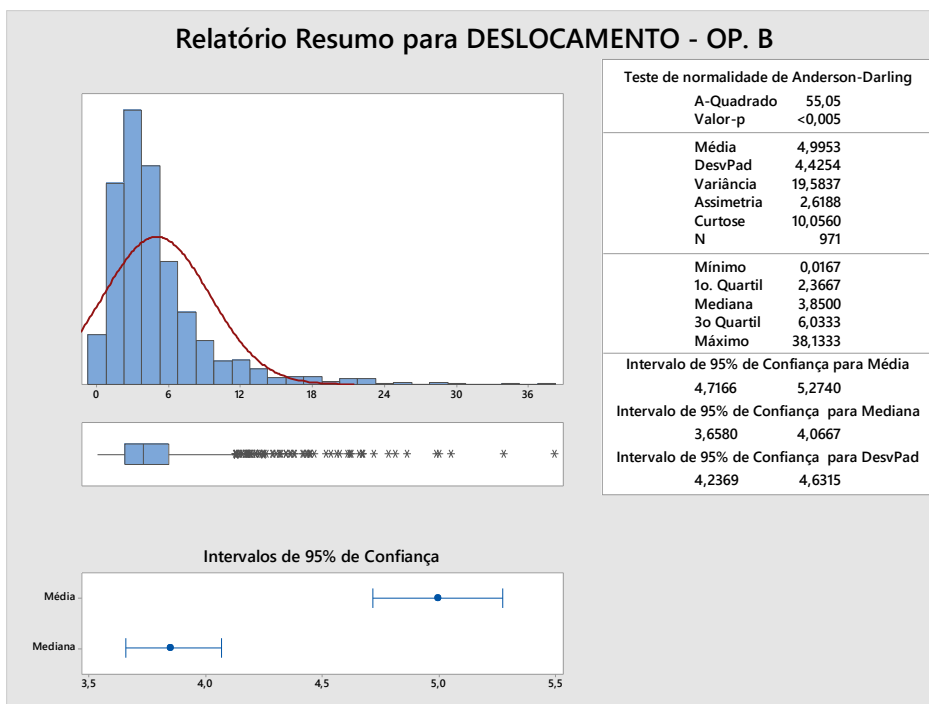 Relatório Resumo para DESLOCAMENTO - OP. B
0 6 12 18 24 30 36
Teste de normalidade de Anderson-Darling
A-Quadrado 55,05
Valor-p <0,005
Média 4,9953
DesvPad 4,4254
Variância 19,5837
Assimetria 2,6188
Curtose 10,0560
N 971
Mínimo 0,0167
1o. Quartil 2,3667
Mediana 3,8500
3o Quartil 6,0333
Máximo 38,1333
Intervalo de 95% de Confiança para Média
4,7166 5,2740
Intervalo de 95% de Confiança para Mediana
3,6580 4,0667
Intervalo de 95% de Confiança para DesvPad
4,2369 4,6315
Intervalos de 95% de Confiança
Média
Mediana
3,5 4,0 4,5 5,0 5,5